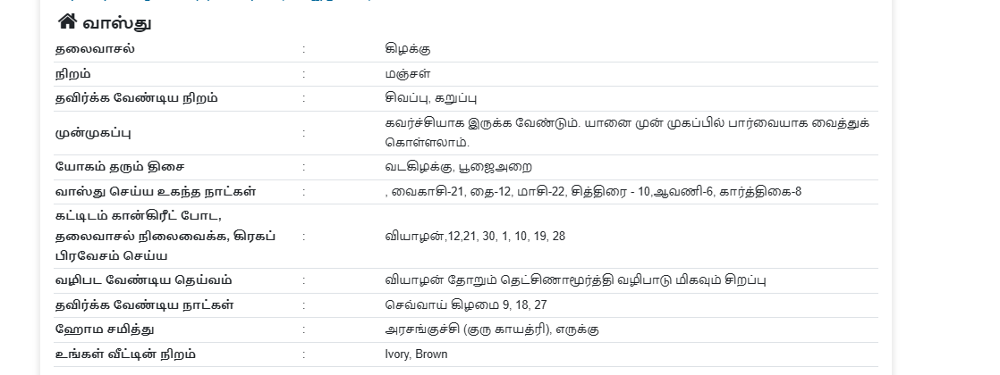 வாஸ்து
தலைவாசல் : கிழக்கு
நிறம் : மஞ்சள்
தவிர்க்க வேண்டிய நிறம் : சிவப்பு, கறுப்பு
முன்முகப்பு : கவர்ச்சியாக இருக்க வேண்டும். யானை முன் முகப்பில் பார்வையாக வைத்துக்
கொள்ளலாம்.
யோகம் தரும் திசை : வடகிழக்கு, பூஜைஅறை
வாஸ்து செய்ய உகந்த நாட்கள் : , வைகாசி-21, தை-12, மாசி-22, சித்திரை - 10,ஆவணி-6, கார்த்திகை-8
கட்டிடம் கான்கிரீட் போட,
தலைவாசல் நிலைவைக்க, கிரகப் : வியாழன்,12,21, 30, 1, 10, 19, 28
பிரவேசம் செய்ய
வழிபட வேண்டிய தெய்வம் : வியாழன் தோறும் தெட்சிணாமூர்த்தி வழிபாடு மிகவும் சிறப்பு
தவிர்க்க வேண்டிய நாட்கள் : செவ்வாய் கிழமை 9, 18, 27
ஹோம சமித்து : அரசங்குச்சி (குரு காயத்ரி), எருக்கு
உங்கள் வீட்டின் நிறம் : Ivory, Brown